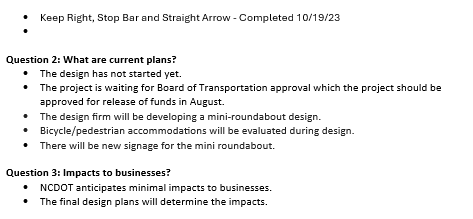 • Keep Right, Stop Bar and Straight Arrow - Completed 10/19/23
•
Question 2: What are current plans?
• The design has not started yet.
• The project is waiting for Board of Transportation approval which the project should be
approved for release of funds in August.
• The design firm will be developing a mini-roundabout design.
• Bicycle/pedestrian accommodations will be evaluated during design.
• There will be new signage for the mini roundabout.
Question 3: Impacts to businesses?
• NCDOT anticipates minimal impacts to businesses.
• The final design plans will determine the impacts.